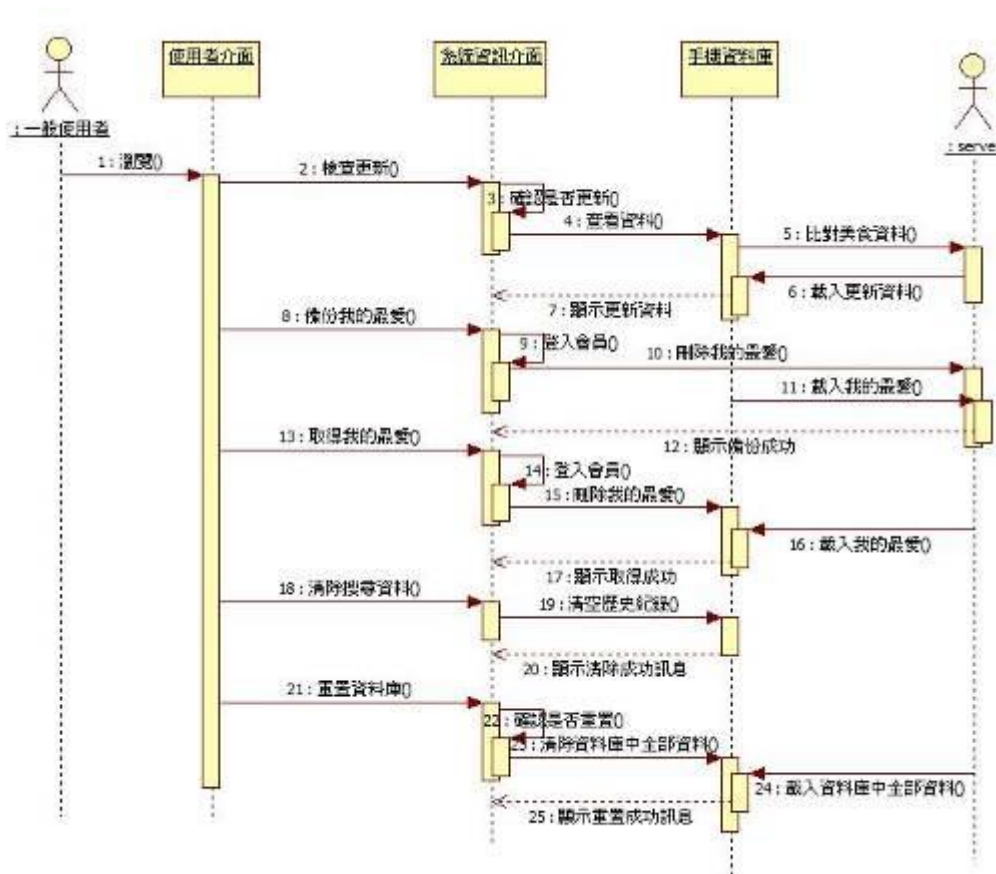 使用者介面
系統資訊介面
手機資料庫
: 一般使用者
: serve
1 : 瀏覽()
2 : 檢查更新()
3 : 確認是否更新()
4 : 查看資料()
5 : 比對美食資料()
6 : 載入更新資料()
7 : 顯示更新資料
8 : 備份我的最愛()
9 : 登入會員()
10 : 刪除我的最愛()
11 : 載入我的最愛()
12 : 顯示備份成功
13 : 取得我的最愛()
14 : 登入會員()
15 : 刪除我的最愛()
16 : 載入我的最愛()
17 : 顯示取得成功
18 : 清除搜尋資料()
19 : 清空歷史紀錄()
20 : 顯示清除成功訊息
21 : 重置資料庫()
22 : 確認是否重置()
23 : 清除資料庫中全部資料()
24 : 載入資料庫中全部資料()
25 : 顯示重置成功訊息